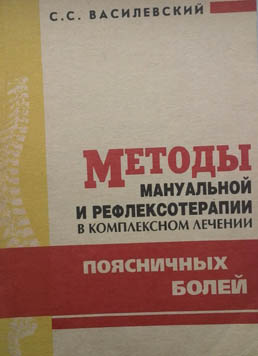 С.С. ВАСИЛЕВСКИЙ
МЕТОДЫ
МАНУАЛЬНОЙ
И РЕФЛЕКСОТЕРАПИИ
В КОМПЛЕКСНОМ ЛЕЧЕНИИ
ПОЯСНИЧНЫХ
БОЛЕЙ